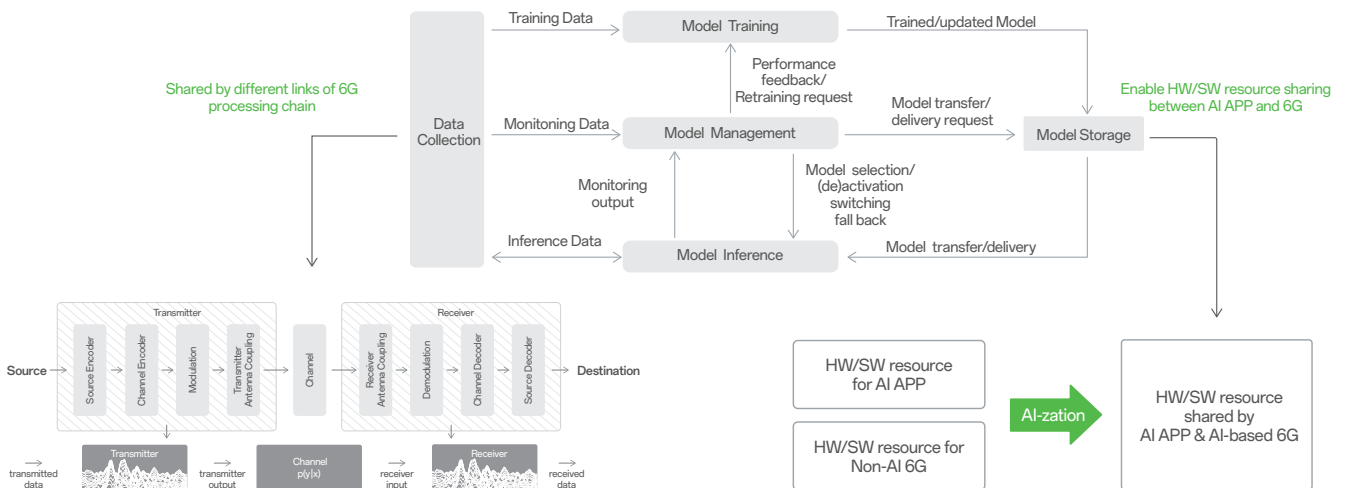 Training Data
Model Training
Trained/updated Model
Shared by different links of 6G
processing chain
Performance
feedback/
Retraining request
Enable HW/SW resource sharing
between AI APP and 6G
Data
Collection
Monitoring Data
Model Management
Model transfer/
delivery request
Model Storage
Monitoring
output
Model selection/
(de)activation
switching
fall back
Inference Data
Model Inference
Model transfer/delivery
Transmitter
Receiver
Source
Source Encoder
Channel Encoder
Modulation
Transmitter
Antenna Coupling
Channel
Receiver
Antenna Coupling
Demodulation
Channel Decoder
Source Decoder
Destination
transmitted
data
Transmitter
transmitter
output
Channel
p(y|x)
receiver
input
Receiver
received
data
HW/SW resource
for AI APP
HW/SW resource for
Non-AI 6G
AI-zation
HW/SW resource
shared by
AI APP & AI-based 6G